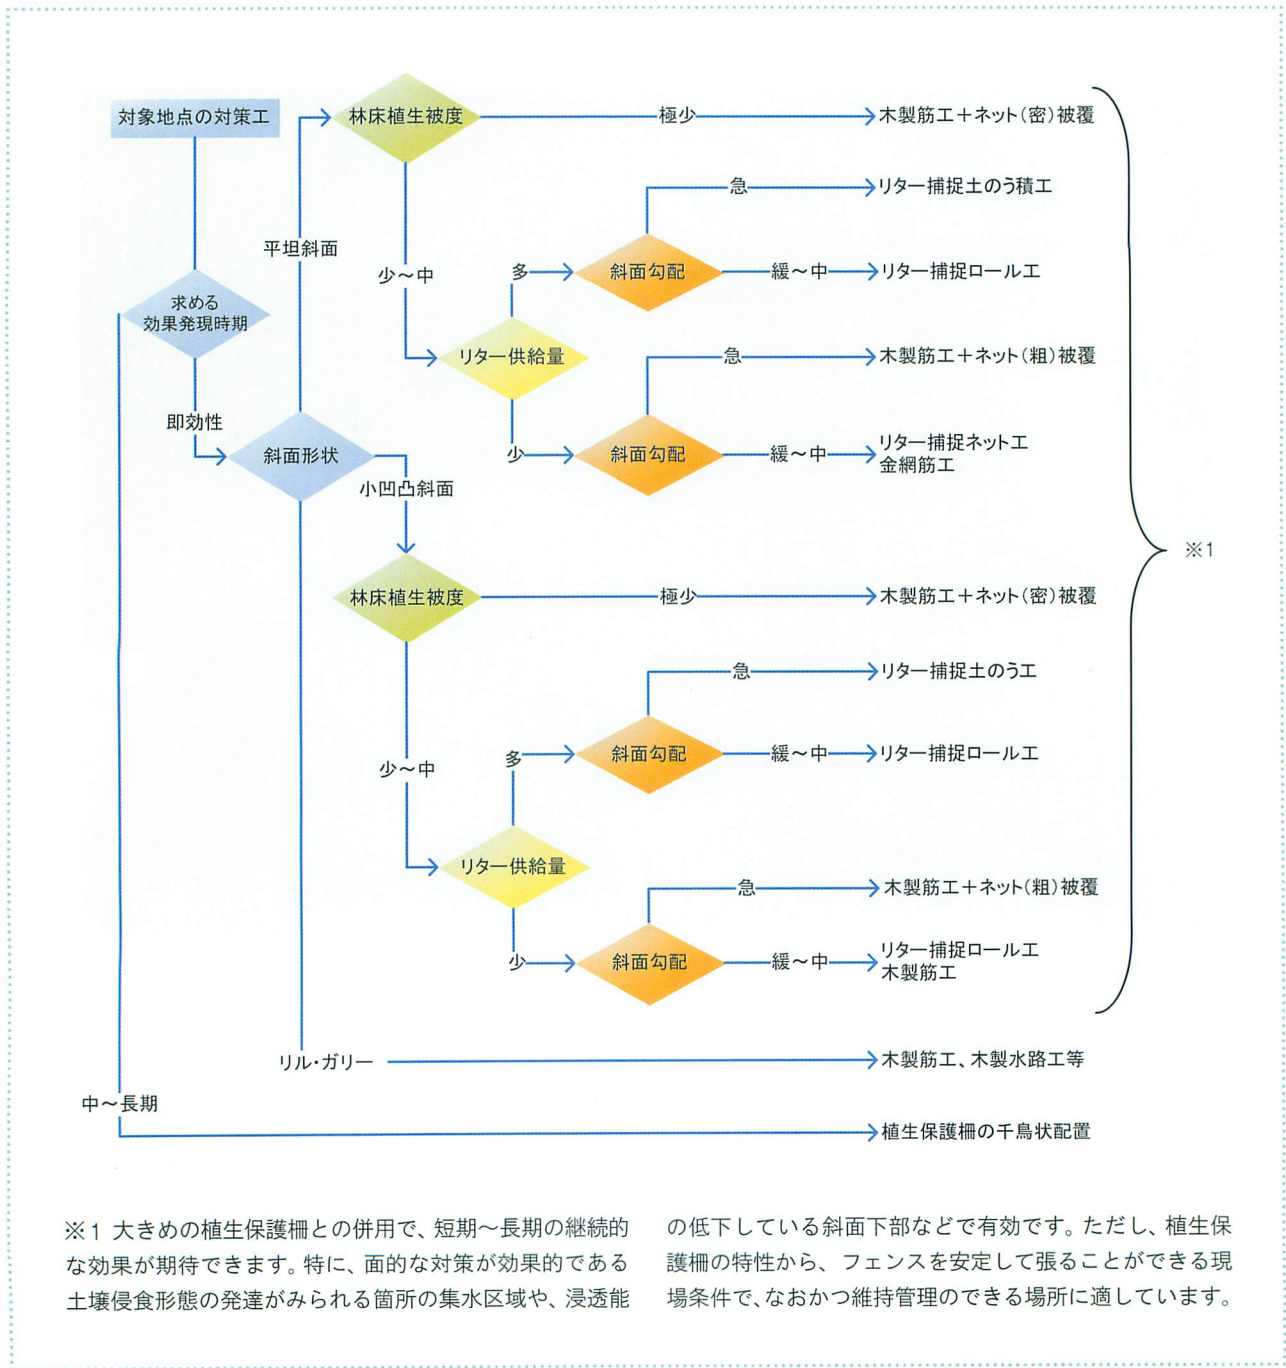 対象地点の対策工
求める
効果発現時期
即効性
中～長期
斜面形状
平坦斜面
林床植生被度
極少
木製筋工＋ネット（密）被覆
少～中
リター供給量
多
斜面勾配
急
リター捕捉土のう積工
緩～中
リター捕捉ロール工
少
斜面勾配
急
木製筋工＋ネット（粗）被覆
緩～中
リター捕捉ネット工
金網筋工
小凹凸斜面
林床植生被度
極少
木製筋工＋ネット（密）被覆
少～中
リター供給量
多
斜面勾配
急
リター捕捉土のう工
緩～中
リター捕捉ロール工
少
斜面勾配
急
木製筋工＋ネット（粗）被覆
緩～中
リター捕捉ロール工
木製筋工
※1
リル・ガリー
木製筋工、木製水路工等
植生保護柵の千鳥状配置
※1 大きめの植生保護柵との併用で、短期～長期の継続的
な効果が期待できます。特に、面的な対策が効果的である
土壌侵食形態の発達がみられる箇所の集水区域や、浸透能
の低下している斜面下部などで有効です。ただし、植生保
護柵の特性から、フェンスを安定して張ることができる現
場条件で、なおかつ維持管理のできる場所に適しています。